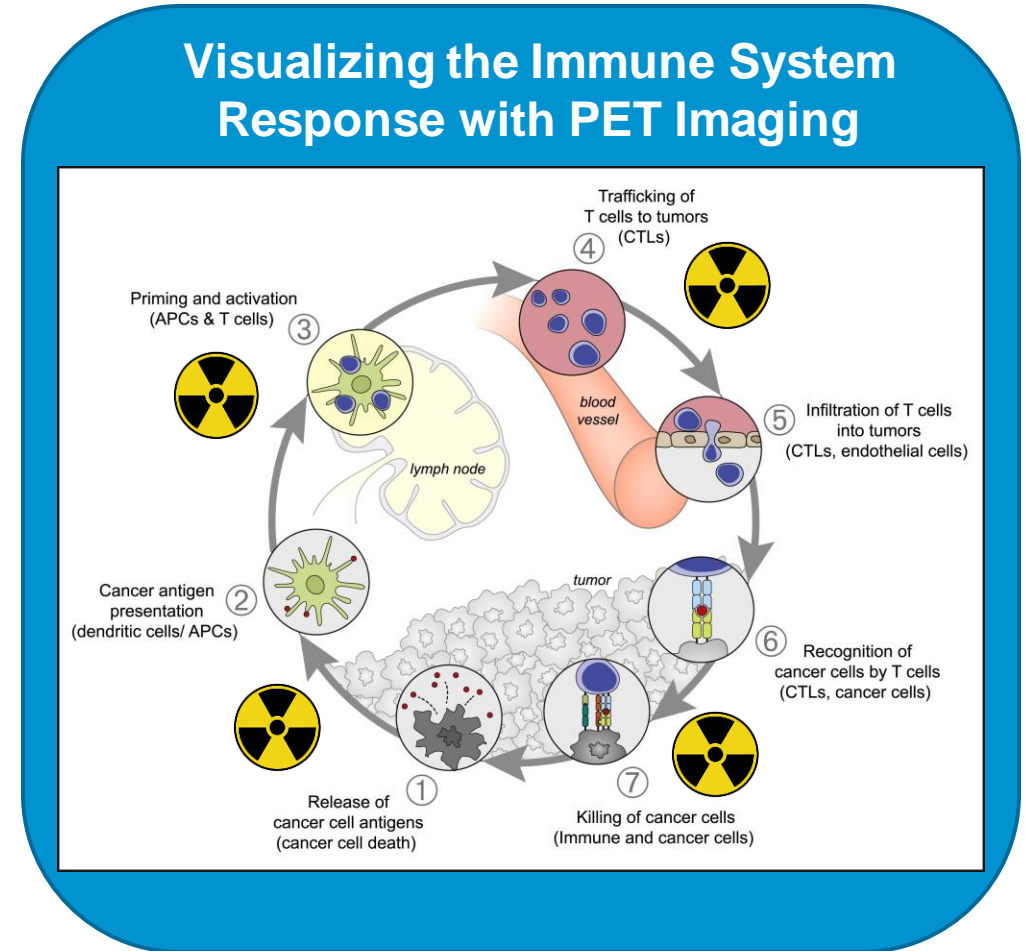 Visualizing the Immune System
Response with PET Imaging
Trafficking of
T cells to tumors
(CTLs)
④
Priming and activation
(APCs & T cells)
③
blood
vessel
⑤
Infiltration of T cells
into tumors
(CTLs, endothelial cells)
lymph node
Cancer antigen
presentation
(dendritic cells/ APCs)
②
tumor
⑥
Recognition of
cancer cells by T cells
(CTLs, cancer cells)
①
Release of
cancer cell antigens
(cancer cell death)
⑦
Killing of cancer cells
(Immune and cancer cells)